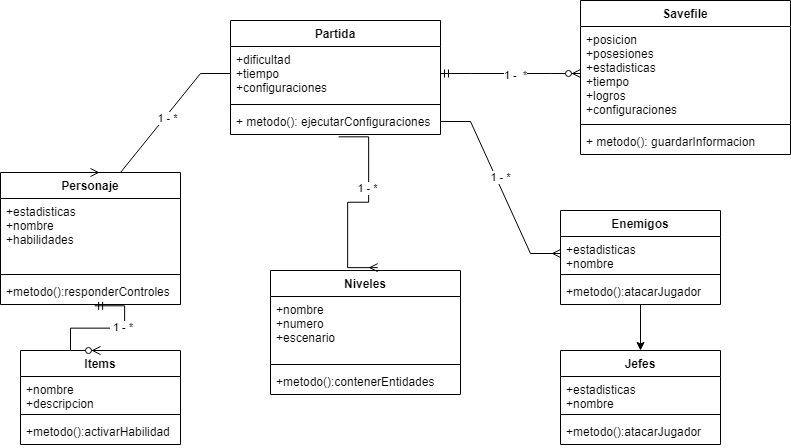 Partida
+dificultad
+tiempo
+configuraciones
+ metodo(): ejecutarConfiguraciones
Savefile
+posicion
+posesiones
+estadisticas
+tiempo
+logros
+configuraciones
+ metodo(): guardarInformacion
1 - *
1 - *
Personaje
+estadisticas
+nombre
+habilidades
+metodo():responderControles
1 - *
1 - *
Enemigos
+estadisticas
+nombre
+metodo():atacarJugador
Niveles
+nombre
+numero
+escenario
+metodo():contenerEntidades
1 - *
Items
+nombre
+descripcion
+metodo():activarHabilidad
Jefes
+estadisticas
+nombre
+metodo():atacarJugador